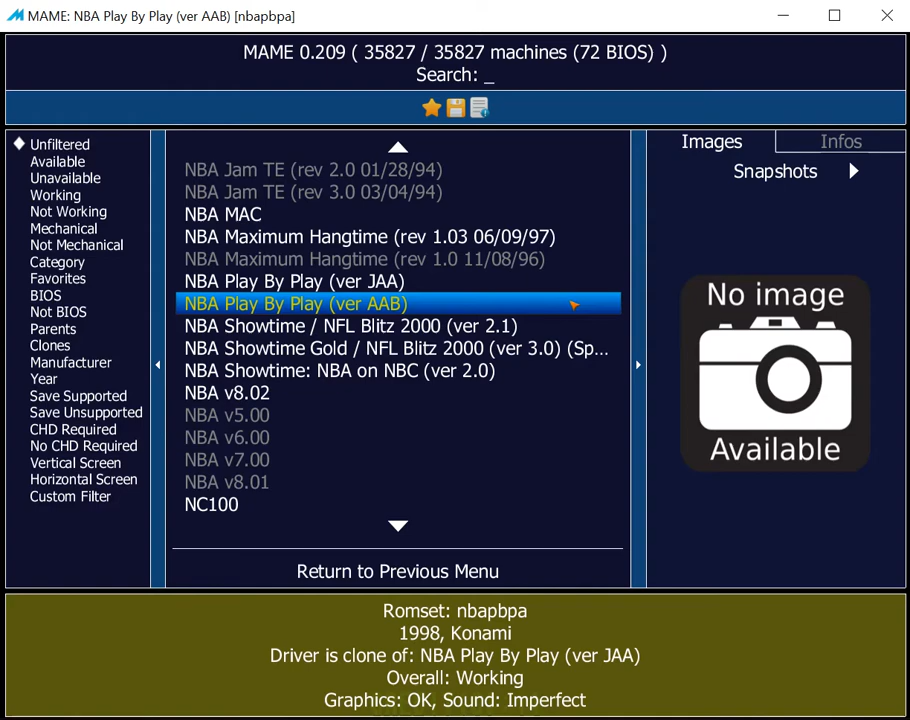 MAME: NBA Play By Play (ver AAB) [nbapbpa]
MAME 0.209 ( 35827 / 35827 machines (72 BIOS) )
Search: _
Unfiltered
Available
Unavailable
Working
Not Working
Mechanical
Not Mechanical
Category
Favorites
BIOS
Not BIOS
Parents
Clones
Manufacturer
Year
Save Supported
Save Unsupported
CHD Required
No CHD Required
Vertical Screen
Horizontal Screen
Custom Filter
NBA Jam TE (rev 2.0 01/28/94)
NBA Jam TE (rev 3.0 03/04/94)
NBA MAC
NBA Maximum Hangtime (rev 1.03 06/09/97)
NBA Maximum Hangtime (rev 1.0 11/08/96)
NBA Play By Play (ver JAA)
NBA Play By Play (ver AAB)
NBA Showtime / NFL Blitz 2000 (ver 2.1)
NBA Showtime Gold / NFL Blitz 2000 (ver 3.0) (Sp...
NBA Showtime: NBA on NBC (ver 2.0)
NBA v8.02
NBA v5.00
NBA v6.00
NBA v7.00
NBA v8.01
NC100
Return to Previous Menu
Images
Infos
Snapshots
No image
Available
Romset: nbapbpa
1998, Konami
Driver is clone of: NBA Play By Play (ver JAA)
Overall: Working
Graphics: OK, Sound: Imperfect